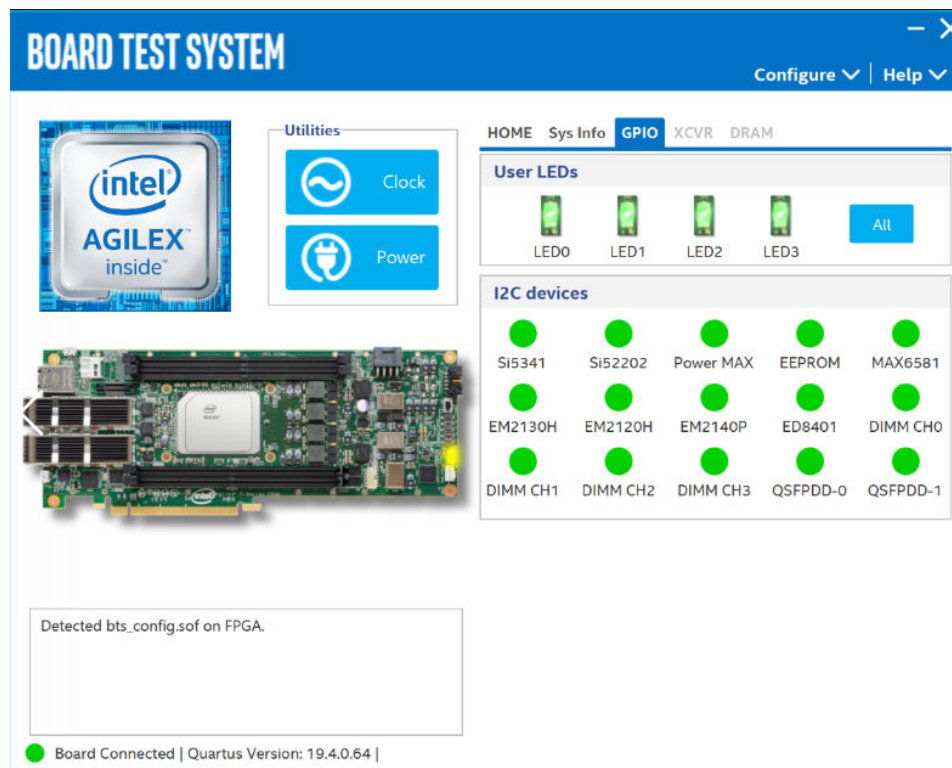 BOARD TEST SYSTEM
Configure
Help
intel
AGILEX™
inside™
Utilities
Clock
Power
HOME Sys Info GPIO XCVR DRAM
User LEDs
LED0 LED1 LED2 LED3
All
I2C devices
Si5341 Si52202 Power MAX EEPROM MAX6581
EM2130H EM2120H EM2140P ED8401 DIMM CH0
DIMM CH1 DIMM CH2 DIMM CH3 QSFPDD-0 QSFPDD-1
intel
Detected bts_config.sof on FPGA.
Board Connected | Quartus Version: 19.4.0.64 |